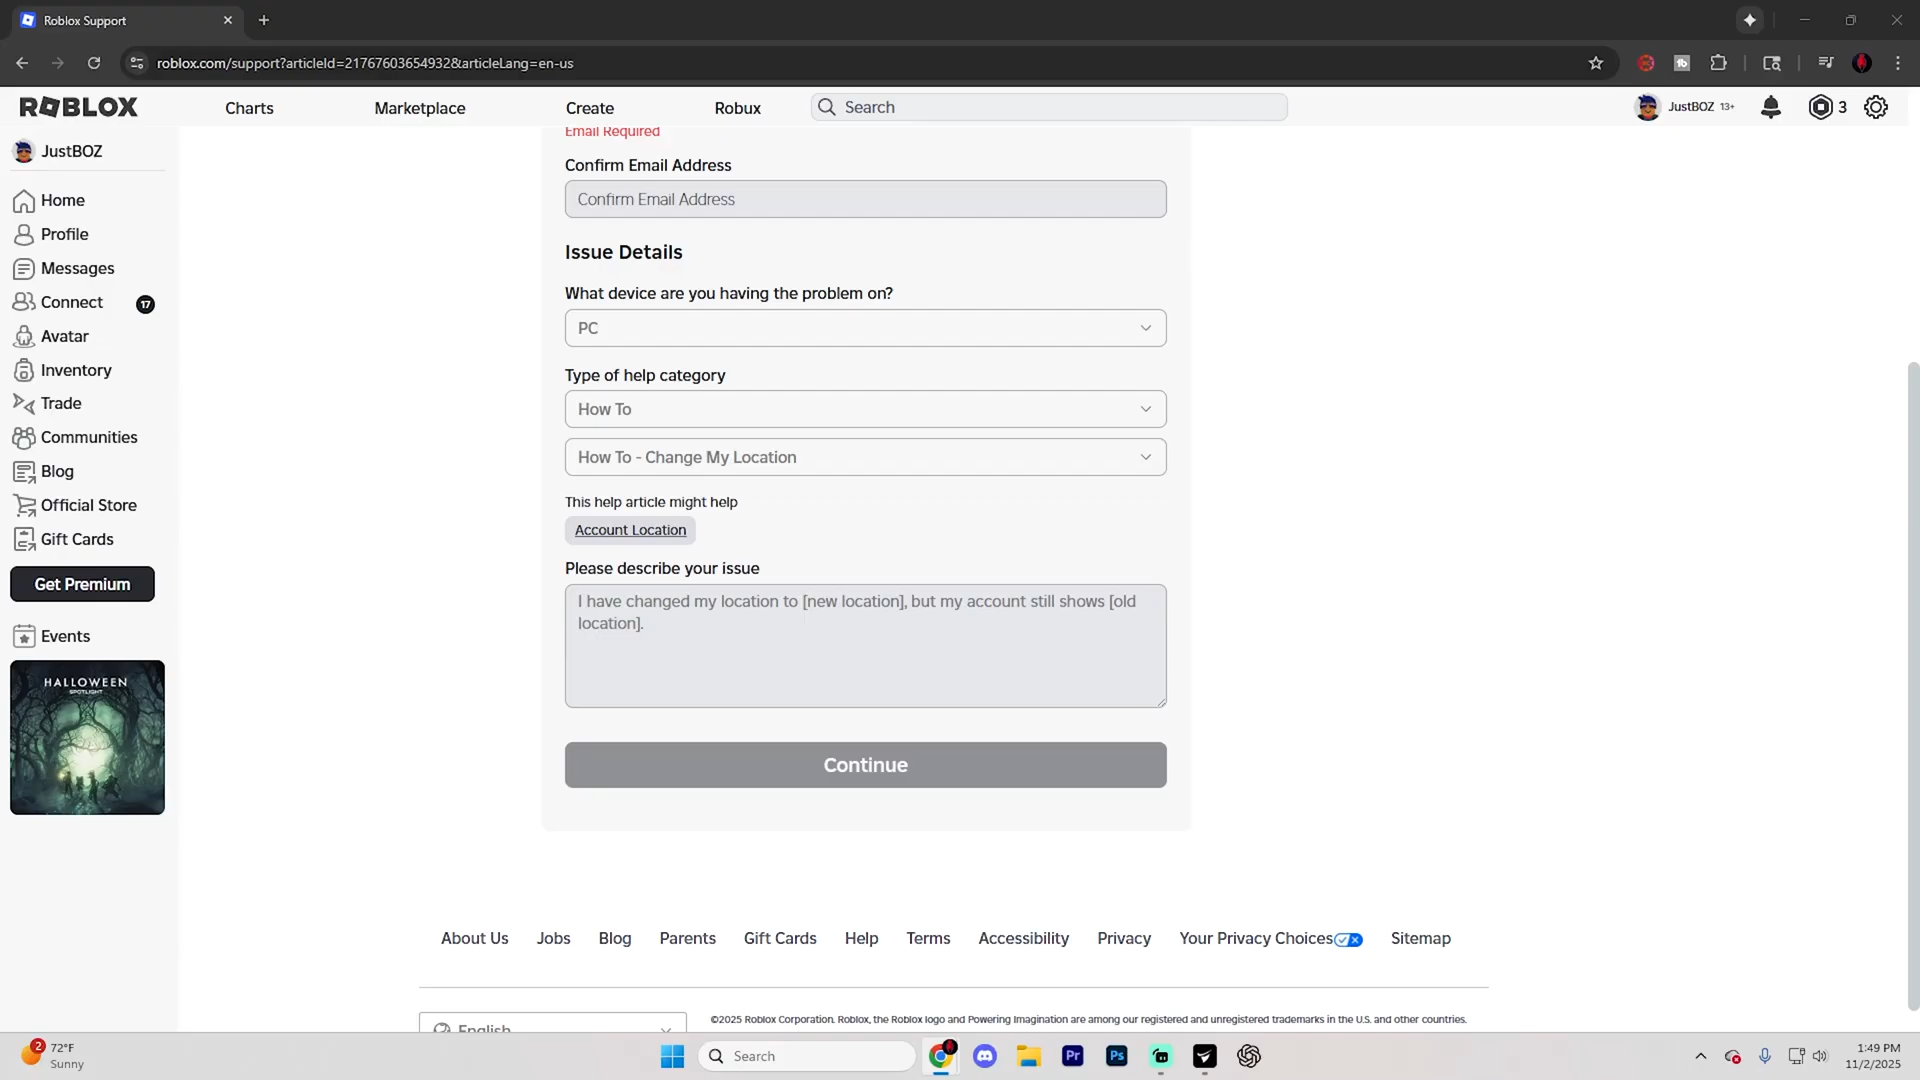 Roblox Support
roblox.com/support?articleId=21767603654932&articleLang=en-us
ROBLOX
Charts
Marketplace
Create
Robux
Search
JustBOZ 13+
3
JustBOZ
Home
Profile
Messages
Connect
17
Avatar
Inventory
Trade
Communities
Blog
Official Store
Gift Cards
Get Premium
Events
HALLOWEEN
SPOTLIGHT
Email Required
Confirm Email Address
Confirm Email Address
Issue Details
What device are you having the problem on?
PC
Type of help category
How To
How To - Change My Location
This help article might help
Account Location
Please describe your issue
I have changed my location to [new location], but my account still shows [old
location].
Continue
About Us
Jobs
Blog
Parents
Gift Cards
Help
Terms
Accessibility
Privacy
Your Privacy Choices
Sitemap
English
©2025 Roblox Corporation. Roblox, the Roblox logo and Powering Imagination are among our registered and unregistered trademarks in the U.S. and other countries.
2
72°F
Sunny
Search
Pr
Ps
1:49 PM
11/2/2025